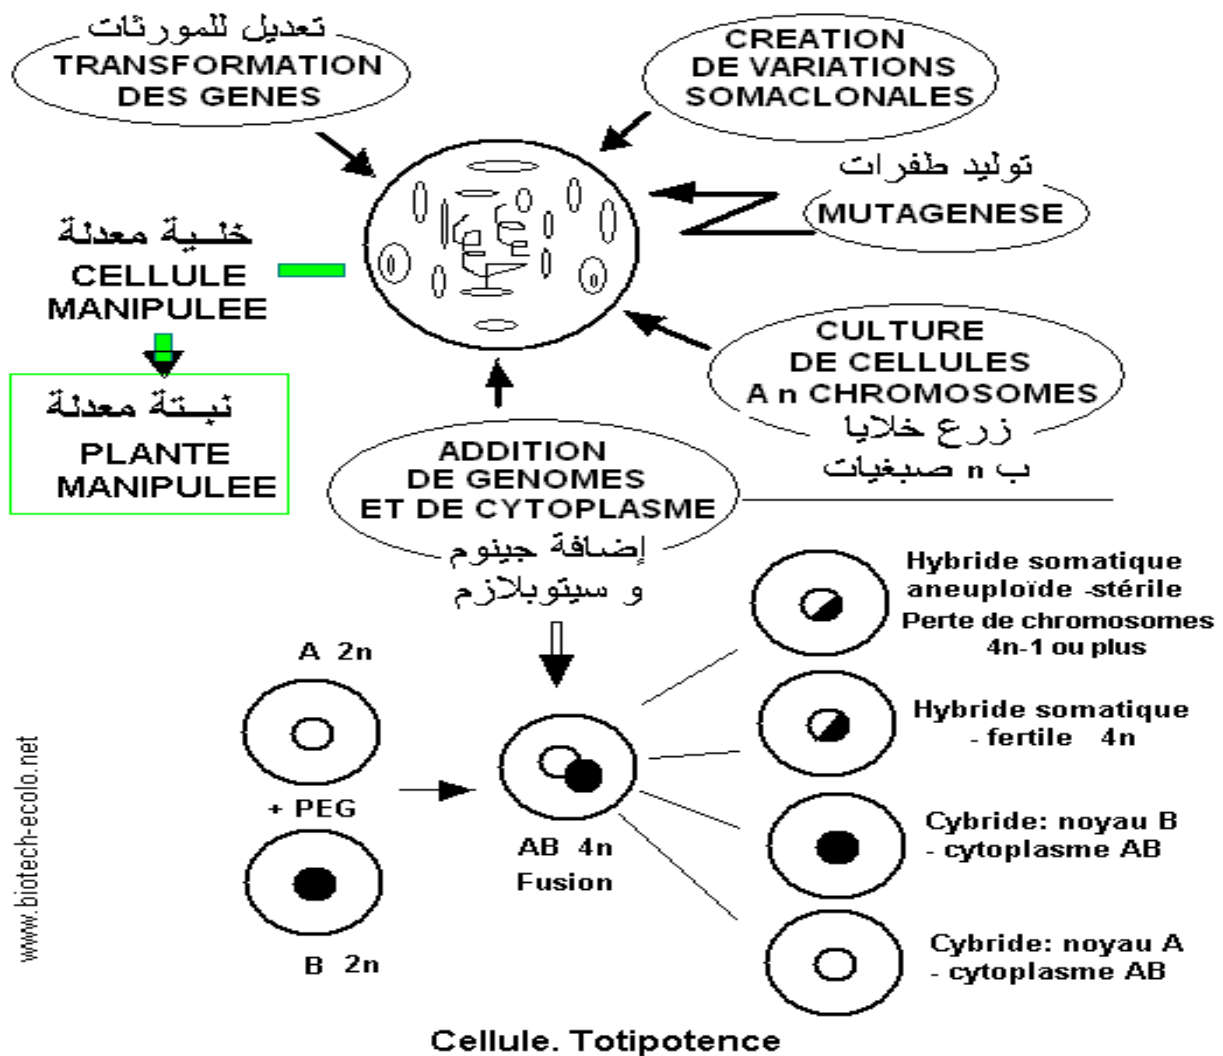 تعديل للمورثات
TRANSFORMATION
DES GENES
CREATION
DE VARIATIONS
SOMACLONALES
توليد طفرات
MUTAGENESE
خلية معدلة
CELLULE
MANIPULEE
نبتة معدلة
PLANTE
MANIPULEE
CULTURE
DE CELLULES
A n CHROMOSOMES
زرع خلايا
ب n صبغيات
ADDITION
DE GENOMES
ET DE CYTOPLASME
إضافة جينوم
و سيتوبلازم
A 2n
+ PEG
B 2n
AB 4n
Fusion
Hybride somatique
aneuploïde -stérile
Perte de chromosomes
4n-1 ou plus
Hybride somatique
- fertile 4n
Cybride: noyau B
- cytoplasme AB
Cybride: noyau A
- cytoplasme AB
www.biotech-ecolo.net
Cellule. Totipotence